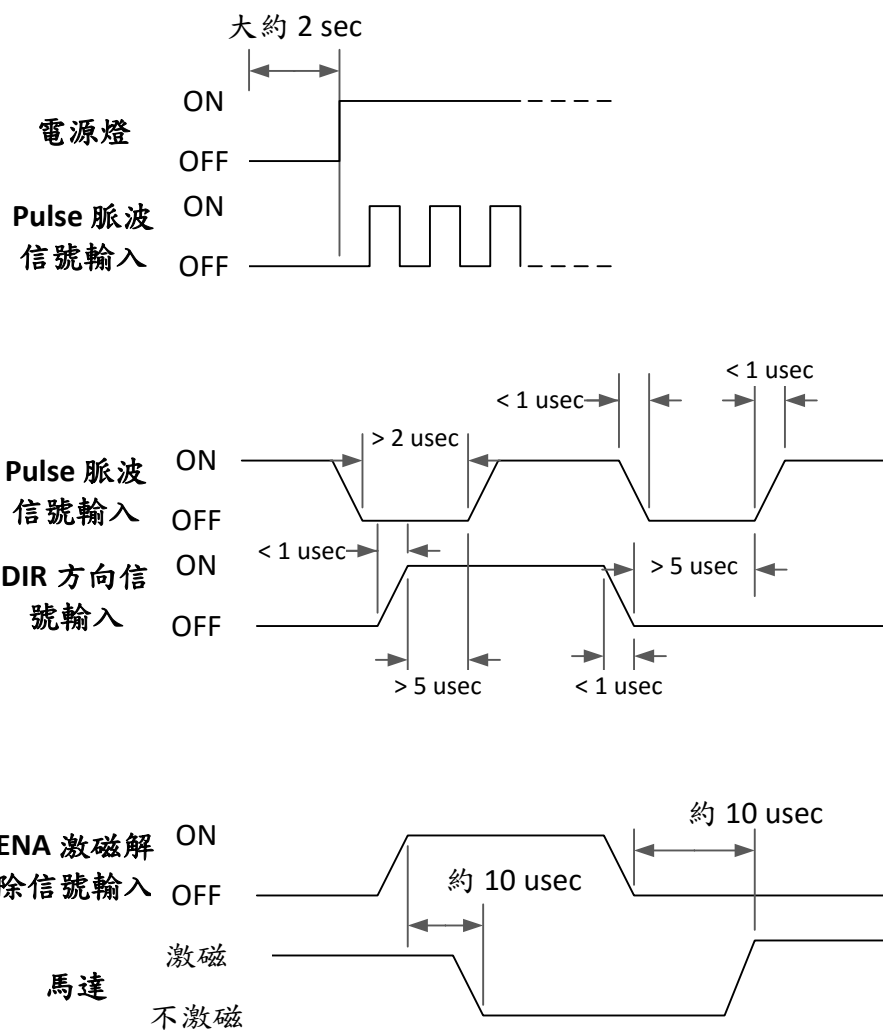 大約 2 sec
ON
電源燈
OFF
Pulse 脈波
信號輸入
ON
OFF
< 1 usec
< 1 usec
> 2 usec
Pulse 脈波
信號輸入
ON
OFF
< 1 usec
DIR 方向信
號輸入
ON
OFF
> 5 usec
> 5 usec
< 1 usec
約 10 usec
ENA 激磁解
除信號輸入
ON
OFF
約 10 usec
馬達
激磁
不激磁